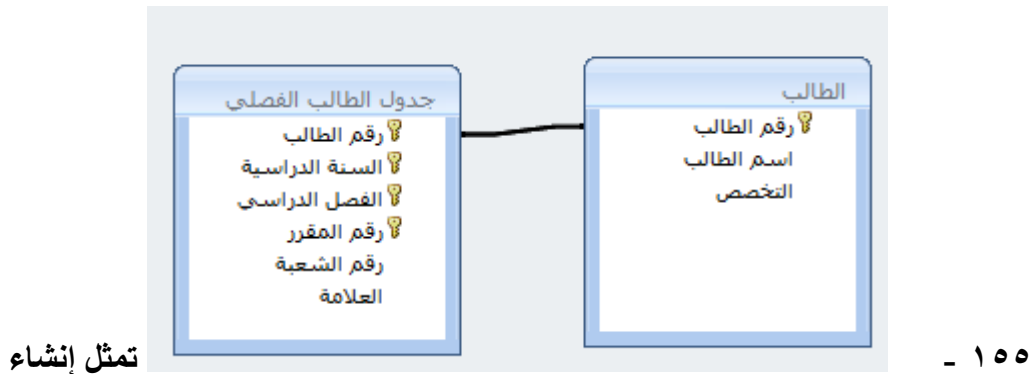 الطالب
رقم الطالب
اسم الطالب
التخصص
جدول الطالب الفصلي
رقم الطالب
السنة الدراسية
الفصل الدراسي
رقم المقرر
رقم الشعبة
العلامة
١٥٥ - تمثل إنشاء